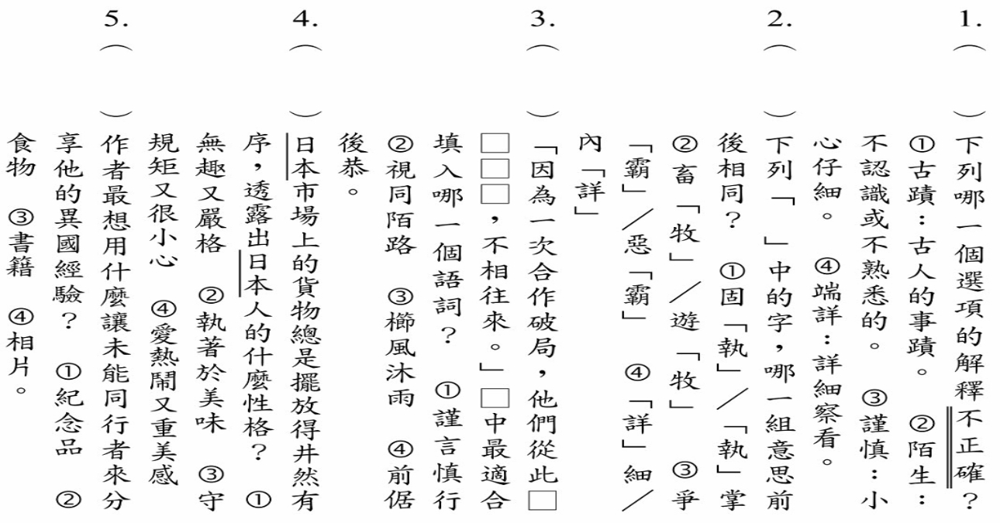 1.（　）下列哪一個選項的解釋不正確？
①古蹟：古人的事蹟。　②陌生：
不認識或不熟悉的。　③謹慎：小
心仔細。　④端詳：詳細察看。
2.（　）下列「　」中的字，哪一組意思前
後相同？　①固「執」／「執」掌
②畜「牧」／遊「牧」　③爭
「霸」／惡「霸」　④「詳」細／
內「詳」
3.（　）「因為一次合作破局，他們從此□
□□□，不相往來。」□中最適合
填入哪一個語詞？　①謹言慎行
②視同陌路　③櫛風沐雨　④前倨
後恭。
4.（　）日本市場上的貨物總是擺放得井然有
序，透露出日本人的什麼性格？　①
無趣又嚴格　②執著於美味　③守
規矩又很小心　④愛熱鬧又重美感
5.（　）作者最想用什麼讓未能同行者來分
享他的異國經驗？　①紀念品　②
食物　③書籍　④相片。